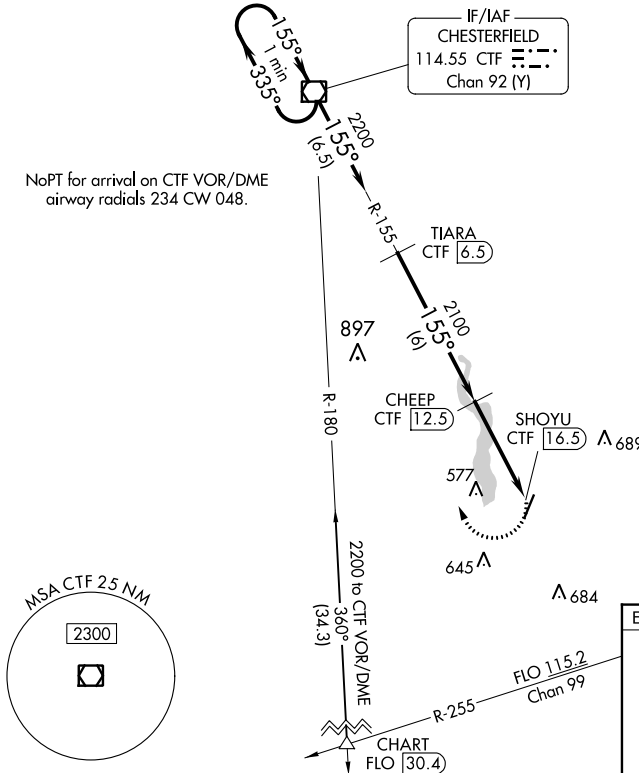 IF/IAF
CHESTERFIELD
114.55 CTF
Chan 92 (Y)
155°
1 min
335°
2200
155°
(6.5)
NoPT for arrival on CTF VOR/DME
airway radials 234 CW 048.
R-155
TIARA
CTF 6.5
897
2100
155°
(6)
R-180
CHEEP
CTF 12.5
SHOYU
CTF 16.5
689
577
645
684
2200 to CTF VOR/DME
360°
(34.3)
MSA CTF 25 NM
2300
FLO 115.2
Chan 99
R-255
CHART
FLO 30.4
E